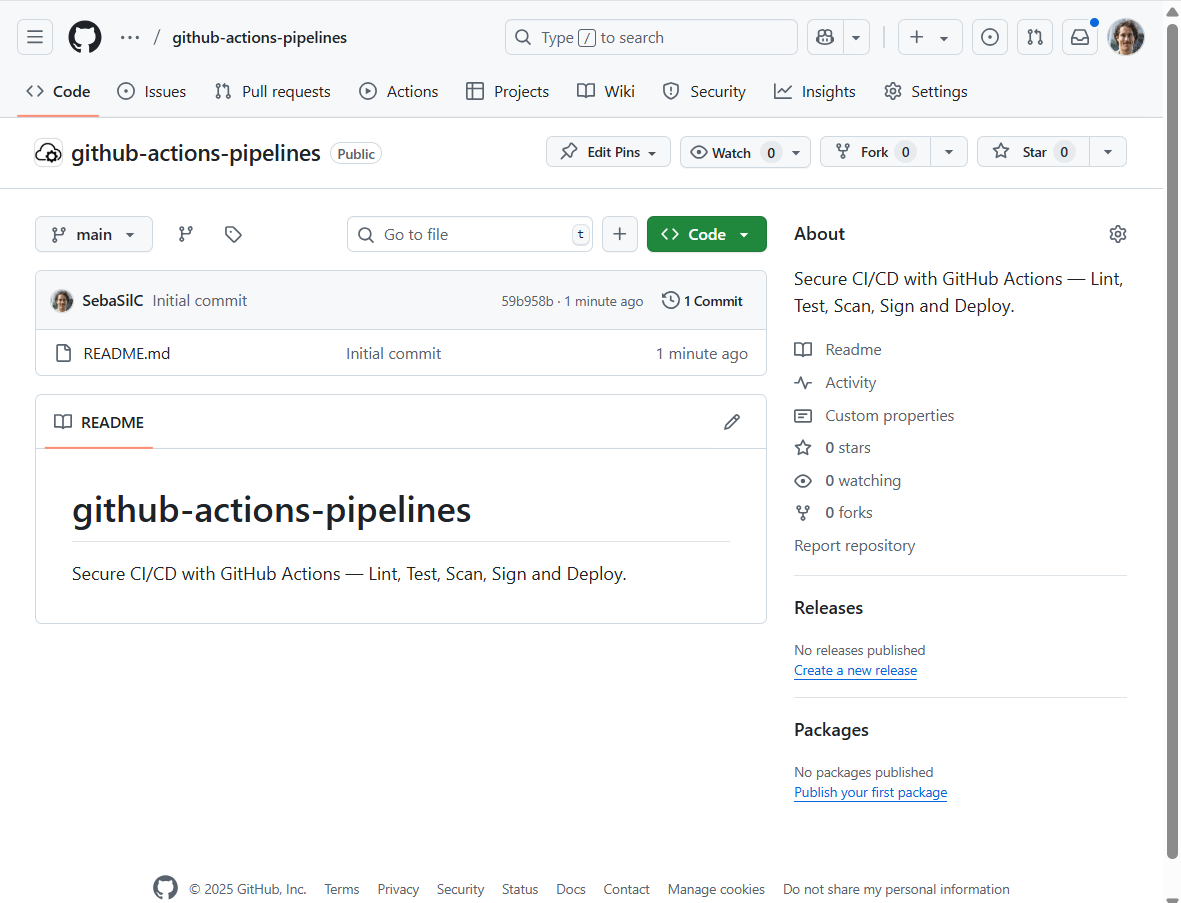 ··· / github-actions-pipelines Type / to search
Code Issues Pull requests Actions Projects Wiki Security Insights Settings
github-actions-pipelines Public Edit Pins Watch 0 Fork 0 Star 0
main Go to file t Code
SebaSilC Initial commit 59b958b · 1 minute ago 1 Commit
README.md Initial commit 1 minute ago
README
github-actions-pipelines
Secure CI/CD with GitHub Actions — Lint, Test, Scan, Sign and Deploy.
About
Secure CI/CD with GitHub Actions — Lint,
Test, Scan, Sign and Deploy.
Readme
Activity
Custom properties
0 stars
0 watching
0 forks
Report repository
Releases
No releases published
Create a new release
Packages
No packages published
Publish your first package
© 2025 GitHub, Inc. Terms Privacy Security Status Docs Contact Manage cookies Do not share my personal information